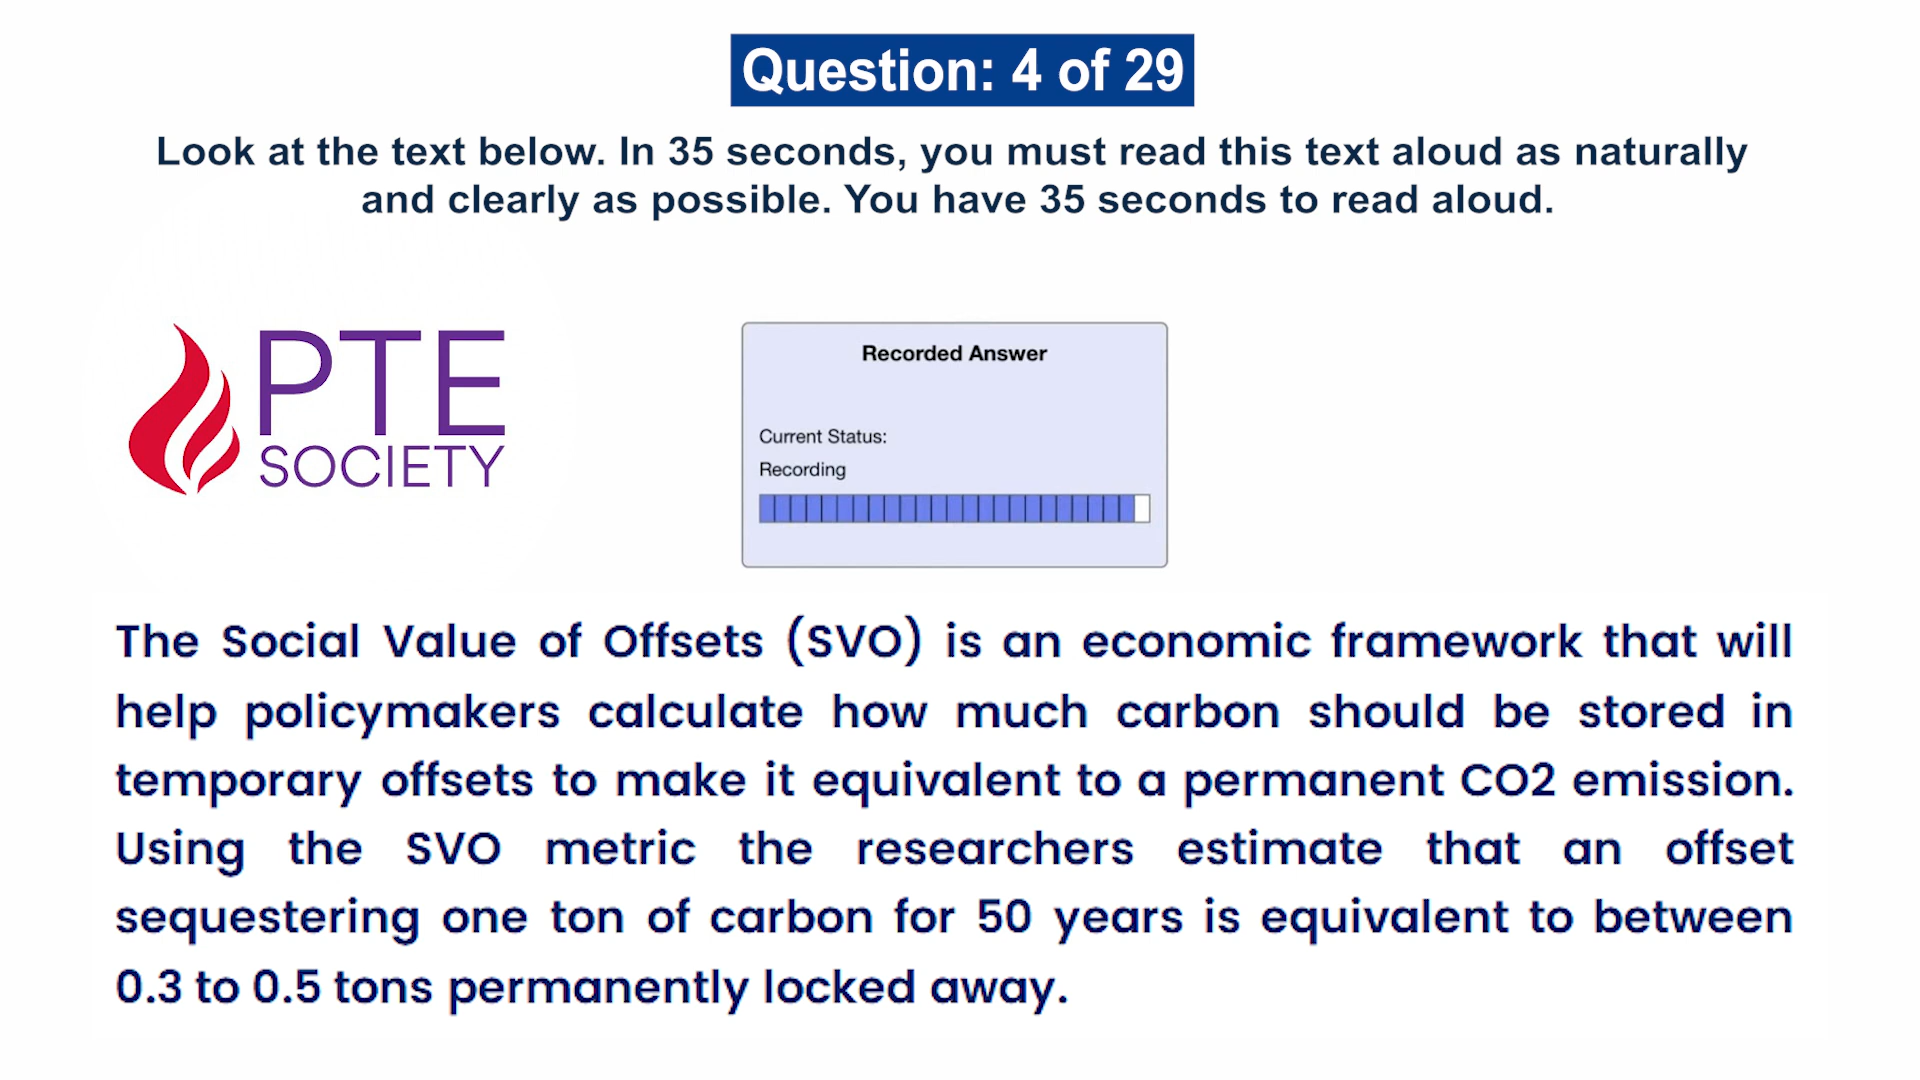 Question: 4 of 29
Look at the text below. In 35 seconds, you must read this text aloud as naturally
and clearly as possible. You have 35 seconds to read aloud.
PTE
SOCIETY
Recorded Answer
Current Status:
Recording
The Social Value of Offsets (SVO) is an economic framework that will
help policymakers calculate how much carbon should be stored in
temporary offsets to make it equivalent to a permanent CO2 emission.
Using the SVO metric the researchers estimate that an offset
sequestering one ton of carbon for 50 years is equivalent to between
0.3 to 0.5 tons permanently locked away.